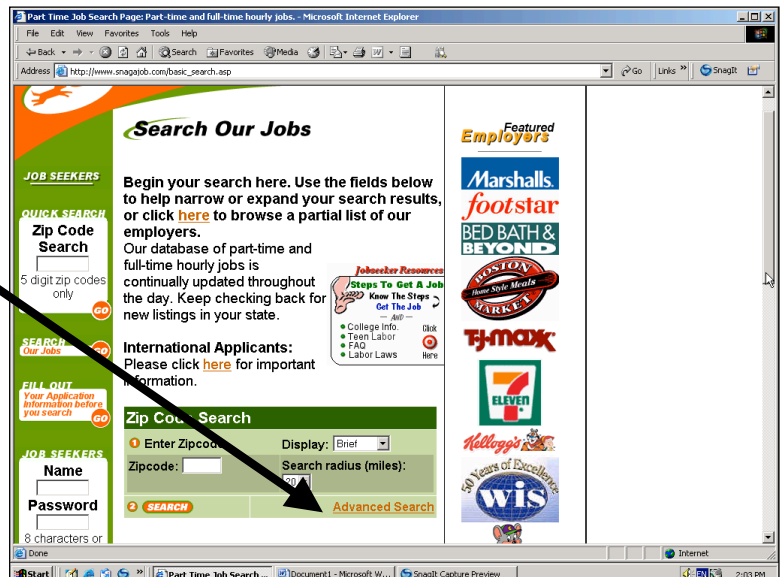 Part Time Job Search Page: Part-time and full-time hourly jobs. - Microsoft Internet Explorer
File Edit View Favorites Tools Help
Back Search Favorites Media
Address http://www.snagajob.com/basic_search.asp Go Links » SnagIt
Search Our Jobs
Begin your search here. Use the fields below
to help narrow or expand your search results,
or click here to browse a partial list of our
employers.
Our database of part-time and
full-time hourly jobs is
continually updated throughout
the day. Keep checking back for
new listings in your state.
International Applicants:
Please click here for important
information.
Jobseeker Resources
Steps To Get A Job
Know The Steps
Get The Job
AND
College Info.
Teen Labor
FAQ
Labor Laws
Click
Here
Zip Code Search
1 Enter Zipcode
Display: Brief
Zipcode:
Search radius (miles):
20
2 SEARCH
Advanced Search
JOB SEEKERS
QUICK SEARCH
Zip Code
Search
5 digit zip codes
only
GO
SEARCH
Our Jobs
GO
FILL OUT
Your Application
information before
you search
GO
JOB SEEKERS
Name
Password
8 characters or
Featured
Employers
Marshalls.
footstar
BED BATH &
BEYOND
BOSTON
Home Style Meals
MARKET
T·J·maxx
7
ELEVEN
Kellogg's
50 Years of Excellence
WIS
Done
Internet
Start » Part Time Job Search ... Document1 - Microsoft W... SnagIt Capture Preview EN 2:03 PM